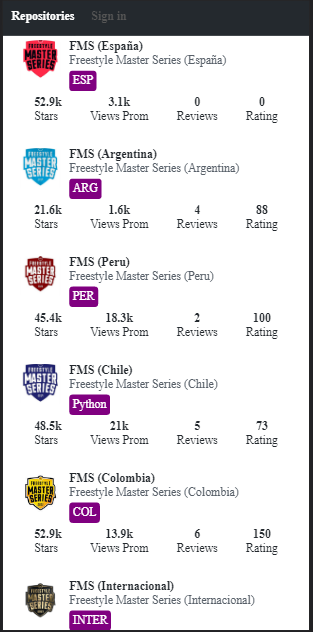 Repositories Sign in
FREESTYLE
MASTER
SERIES
FMS (España)
Freestyle Master Series (España)
ESP
52.9k 3.1k 0 0
Stars Views Prom Reviews Rating
FREESTYLE
MASTER
SERIES
FMS (Argentina)
Freestyle Master Series (Argentina)
ARG
21.6k 1.6k 4 88
Stars Views Prom Reviews Rating
FREESTYLE
MASTER
SERIES
FMS (Peru)
Freestyle Master Series (Peru)
PER
45.4k 18.3k 2 100
Stars Views Prom Reviews Rating
FREESTYLE
MASTER
SERIES
FMS (Chile)
Freestyle Master Series (Chile)
Python
48.5k 21k 5 73
Stars Views Prom Reviews Rating
FREESTYLE
MASTER
SERIES
FMS (Colombia)
Freestyle Master Series (Colombia)
COL
52.9k 13.9k 6 150
Stars Views Prom Reviews Rating
FREESTYLE
MASTER
SERIES
FMS (Internacional)
Freestyle Master Series (Internacional)
INTER